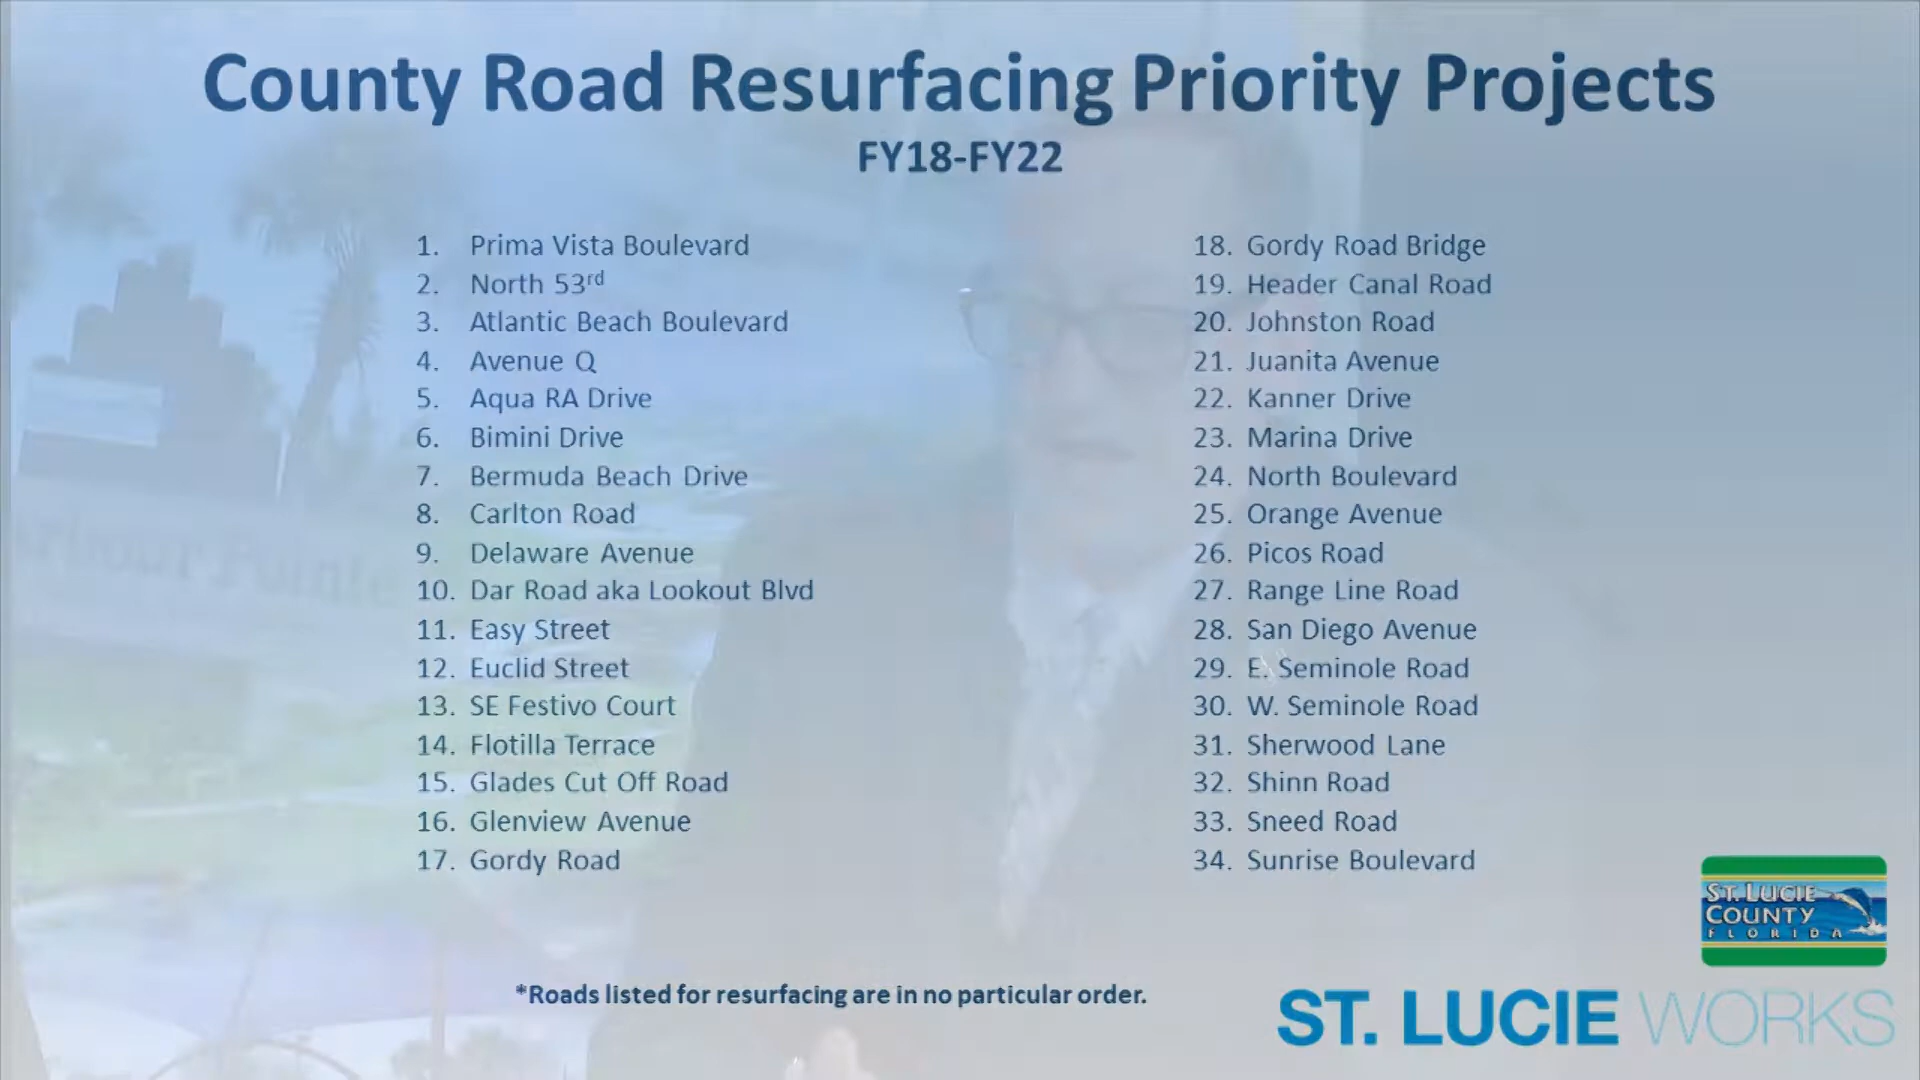 County Road Resurfacing Priority Projects
FY18-FY22
1. Prima Vista Boulevard
2. North 53rd
3. Atlantic Beach Boulevard
4. Avenue Q
5. Aqua RA Drive
6. Bimini Drive
7. Bermuda Beach Drive
8. Carlton Road
9. Delaware Avenue
10. Dar Road aka Lookout Blvd
11. Easy Street
12. Euclid Street
13. SE Festivo Court
14. Flotilla Terrace
15. Glades Cut Off Road
16. Glenview Avenue
17. Gordy Road
18. Gordy Road Bridge
19. Header Canal Road
20. Johnston Road
21. Juanita Avenue
22. Kanner Drive
23. Marina Drive
24. North Boulevard
25. Orange Avenue
26. Picos Road
27. Range Line Road
28. San Diego Avenue
29. E. Seminole Road
30. W. Seminole Road
31. Sherwood Lane
32. Shinn Road
33. Sneed Road
34. Sunrise Boulevard
*Roads listed for resurfacing are in no particular order.
ST. LUCIE
COUNTY
FLORIDA
ST. LUCIE WORKS